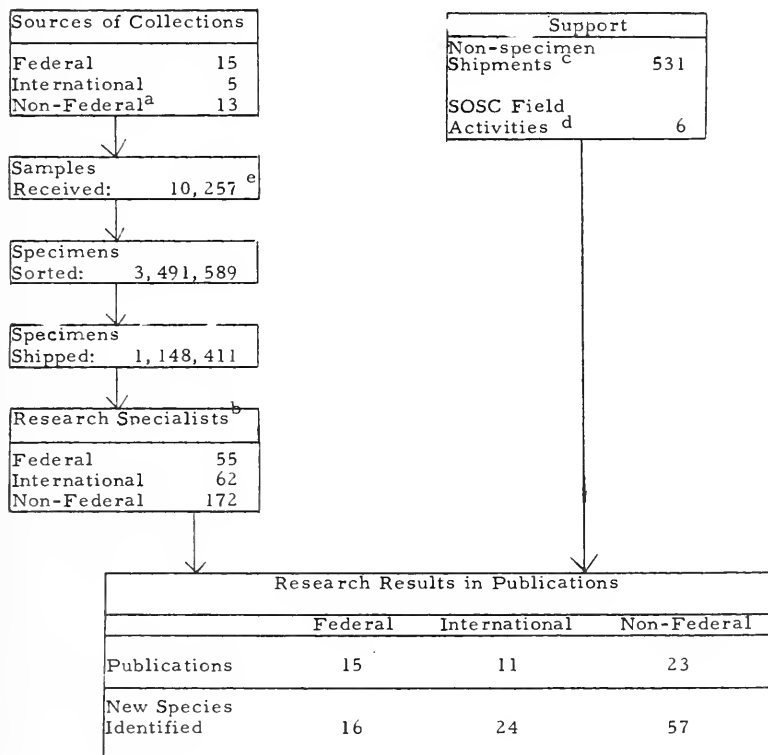 Sources of Collections
Federal 15
International 5
Non-Federal a 13
Samples
Received: 10,257 e
Specimens
Sorted: 3,491,589
Specimens
Shipped: 1,148,411
Research Specialists b
Federal 55
International 62
Non-Federal 172
Support
Non-specimen
Shipments c 531
SOSC Field
Activities d 6
Research Results in Publications
Federal International Non-Federal
Publications 15 11 23
New Species
Identified 16 24 57